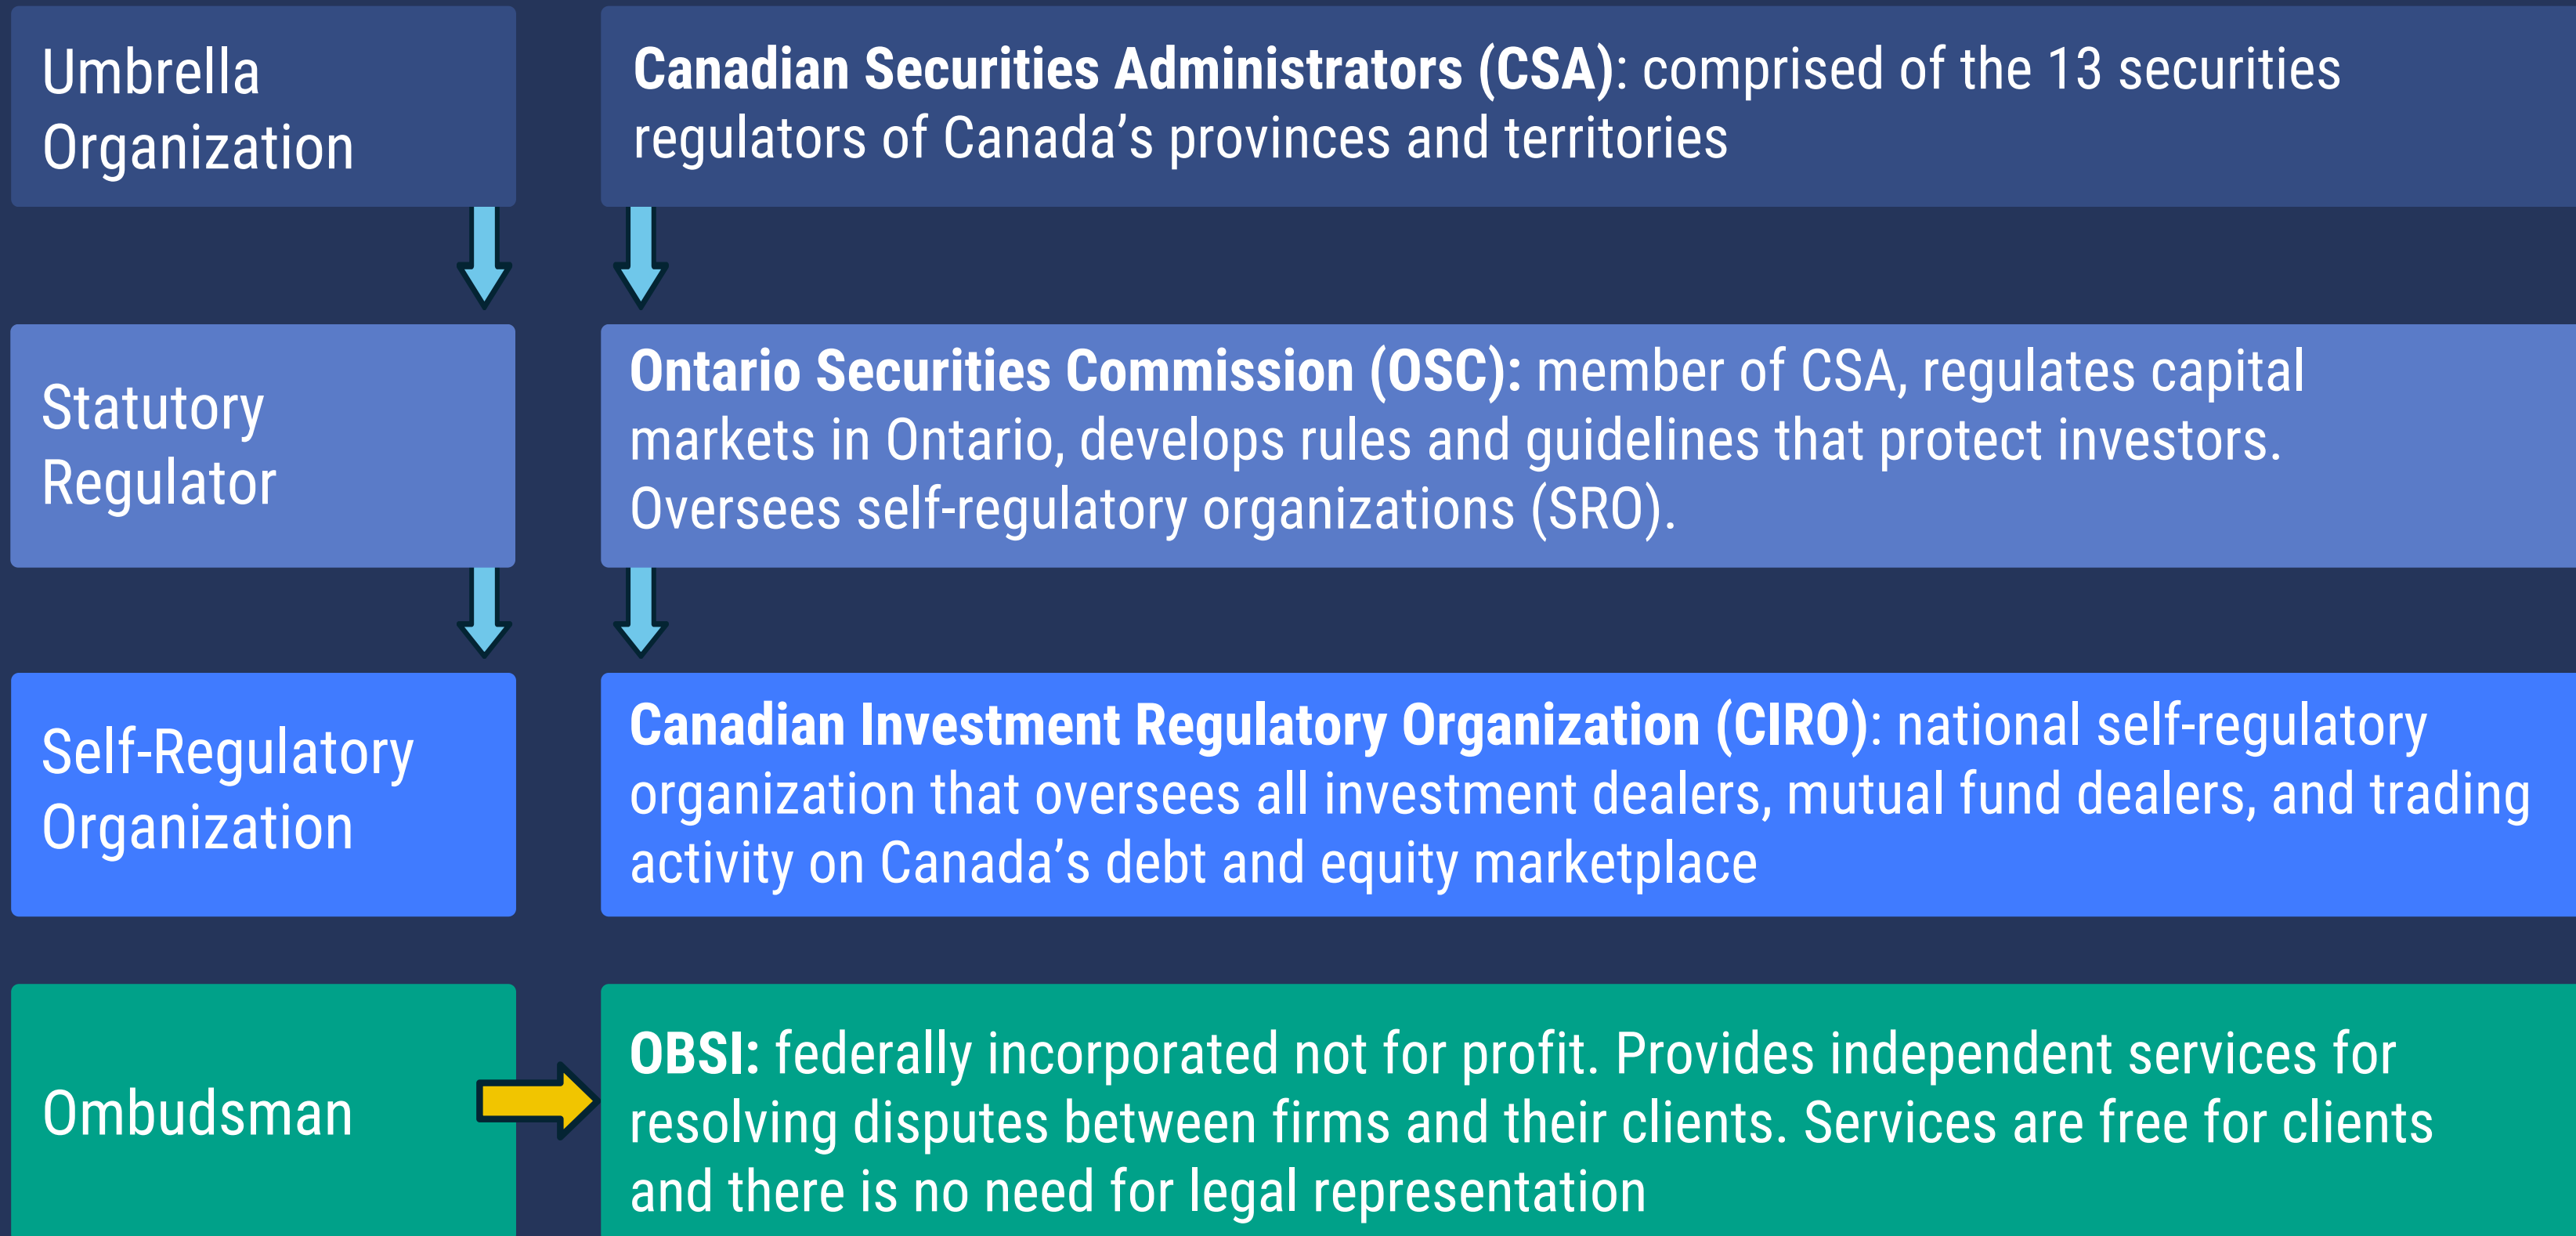 Umbrella
Organization
Canadian Securities Administrators (CSA): comprised of the 13 securities
regulators of Canada’s provinces and territories
Statutory
Regulator
Ontario Securities Commission (OSC): member of CSA, regulates capital
markets in Ontario, develops rules and guidelines that protect investors.
Oversees self-regulatory organizations (SRO).
Self-Regulatory
Organization
Canadian Investment Regulatory Organization (CIRO): national self-regulatory
organization that oversees all investment dealers, mutual fund dealers, and trading
activity on Canada’s debt and equity marketplace
Ombudsman
OBSI: federally incorporated not for profit. Provides independent services for
resolving disputes between firms and their clients. Services are free for clients
and there is no need for legal representation